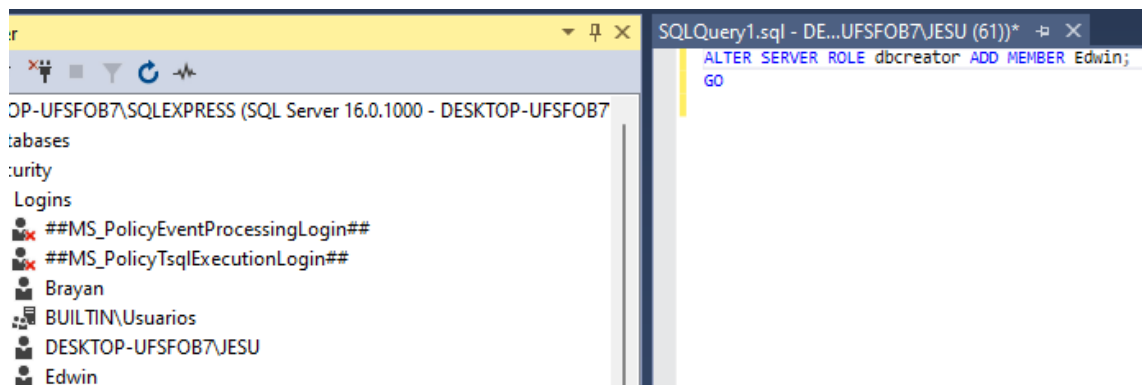 er
OP-UFSFOB7\SQLEXPRESS (SQL Server 16.0.1000 - DESKTOP-UFSFOB7
tabases
curity
Logins
##MS_PolicyEventProcessingLogin##
##MS_PolicyTsqlExecutionLogin##
Brayan
BUILTIN\Usuarios
DESKTOP-UFSFOB7\JESU
Edwin
SQLQuery1.sql - DE...UFSFOB7\JESU (61))*
ALTER SERVER ROLE dbcreator ADD MEMBER Edwin;
GO